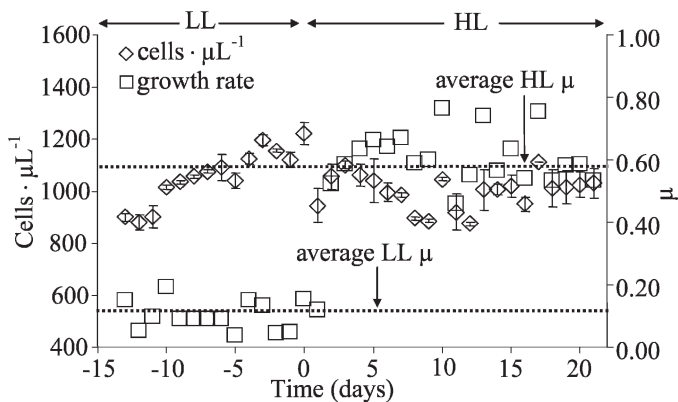 LL HL
1600 1.00
cells · µL⁻¹
growth rate
1400 0.80
average HL µ
1200
1000 0.60
Cells · µL⁻¹
µ
800 0.40
average LL µ
600 0.20
400 0.00
-15 -10 -5 0 5 10 15 20
Time (days)